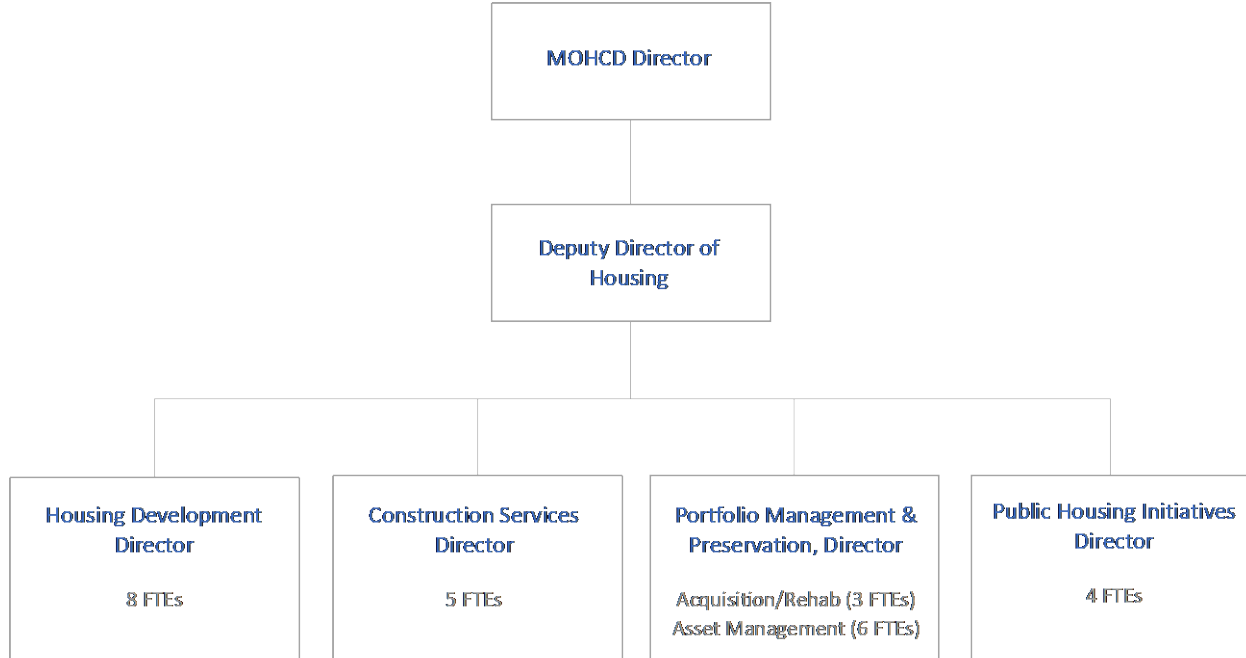 MOHCD Director
Deputy Director of
Housing
Housing Development
Director
8 FTEs
Construction Services
Director
5 FTEs
Portfolio Management &
Preservation, Director
Acquisition/Rehab (3 FTEs)
Asset Management (6 FTEs)
Public Housing Initiatives
Director
4 FTEs